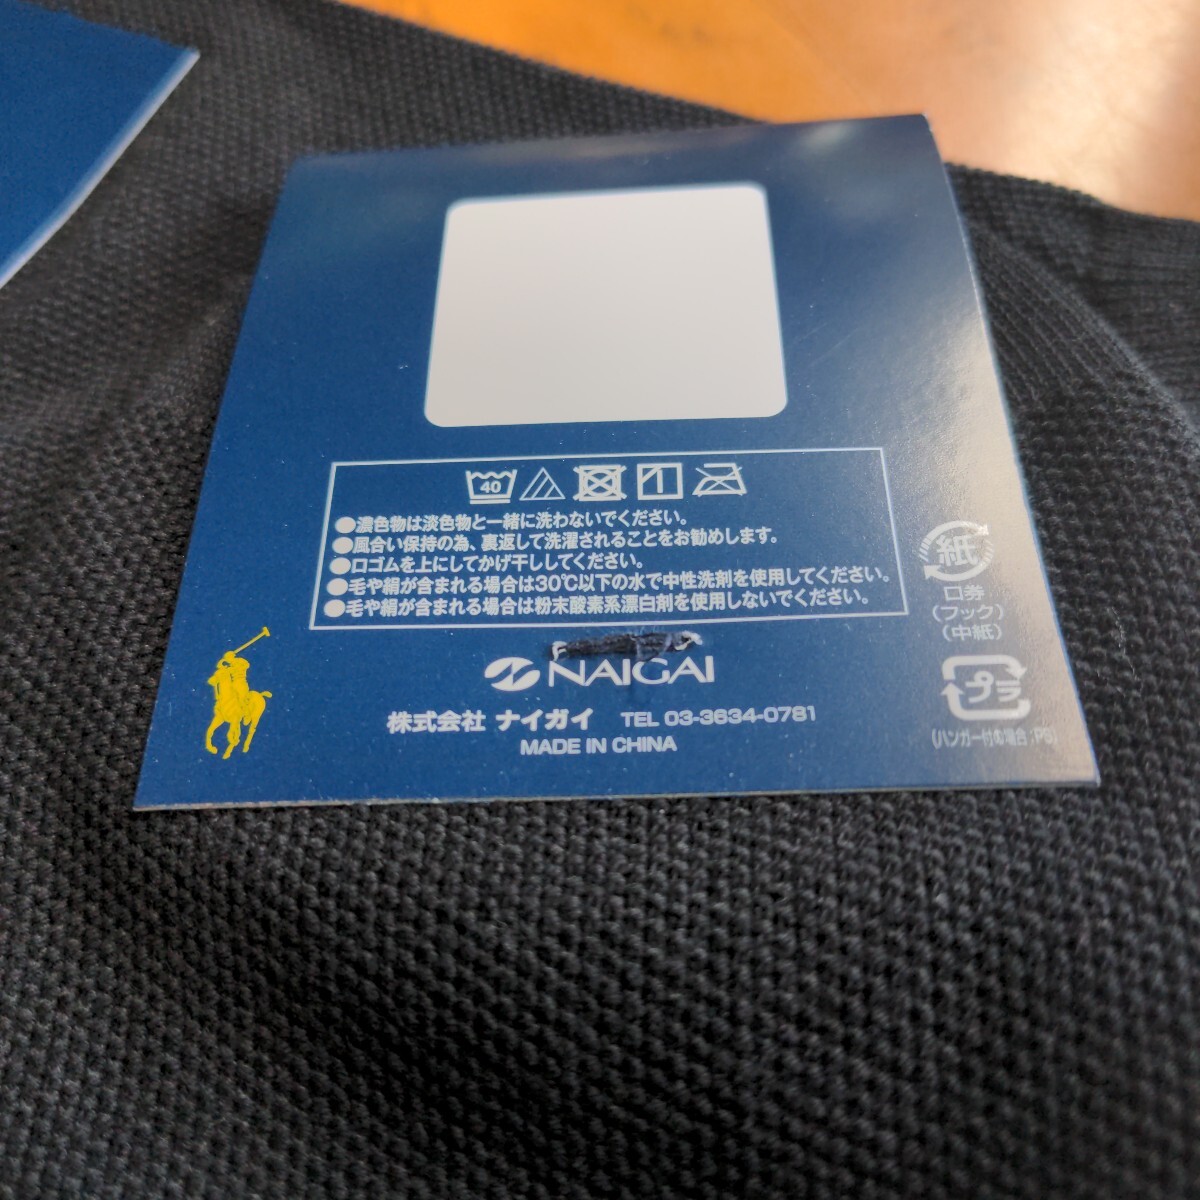 40
●濃色物は淡色物と一緒に洗わないでください。
●風合い保持の為、裏返して洗濯されることをお勧めします。
●口ゴムを上にしてかげ干ししてください。
●毛や絹が含まれる場合は30℃以下の水で中性洗剤を使用してください。
●毛や絹が含まれる場合は粉末酸素系漂白剤を使用しないでください。
NAIGAI
株式会社 ナイガイ TEL 03-3634-0781
MADE IN CHINA
紙
口券
(フック)
(中紙)
プラ
(ハンガー付の場合:PS)